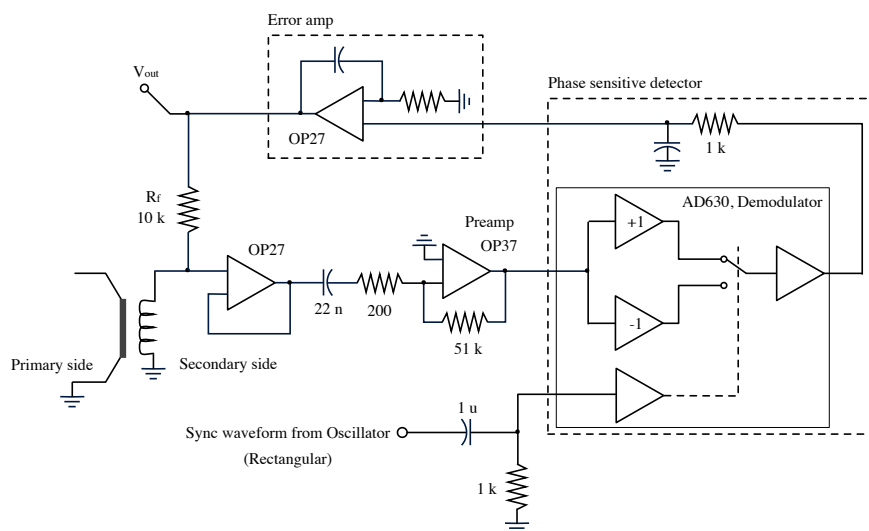 Error amp
Vout
Phase sensitive detector
OP27
1 k
Rf
10 k
AD630, Demodulator
+1
Preamp
OP37
OP27
22 n
200
-1
51 k
Primary side
Secondary side
1 u
Sync waveform from Oscillator
(Rectangular)
1 k